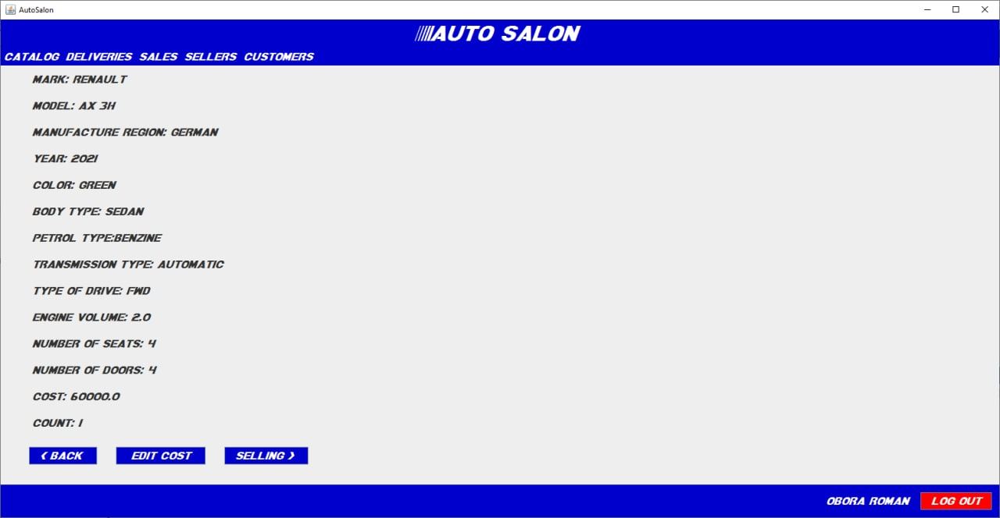 AutoSalon
AUTO SALON
CATALOG DELIVERIES SALES SELLERS CUSTOMERS
MARK: RENAULT
MODEL: AX 3H
MANUFACTURE REGION: GERMAN
YEAR: 2021
COLOR: GREEN
BODY TYPE: SEDAN
PETROL TYPE:BENZINE
TRANSMISSION TYPE: AUTOMATIC
TYPE OF DRIVE: FWD
ENGINE VOLUME: 2.0
NUMBER OF SEATS: 4
NUMBER OF DOORS: 4
COST: 60000.0
COUNT: 1
< BACK EDIT COST SELLING >
OBORA ROMAN LOG OUT